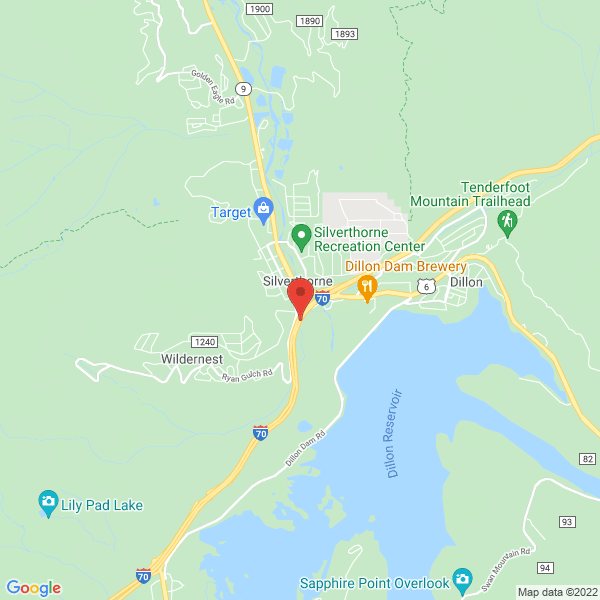 1900
1890
1893
Golden Eagle Rd
9
Tenderfoot
Mountain Trailhead
Target
Silverthorne
Recreation Center
Dillon Dam Brewery
Silverthorne
70
6
Dillon
1240
Wildernest
Ryan Gulch Rd
Dillon Reservoir
70
Dillon Dam Rd
82
Lily Pad Lake
93
Swan Mountain Rd
94
70
Sapphire Point Overlook
Google
Map data ©2022